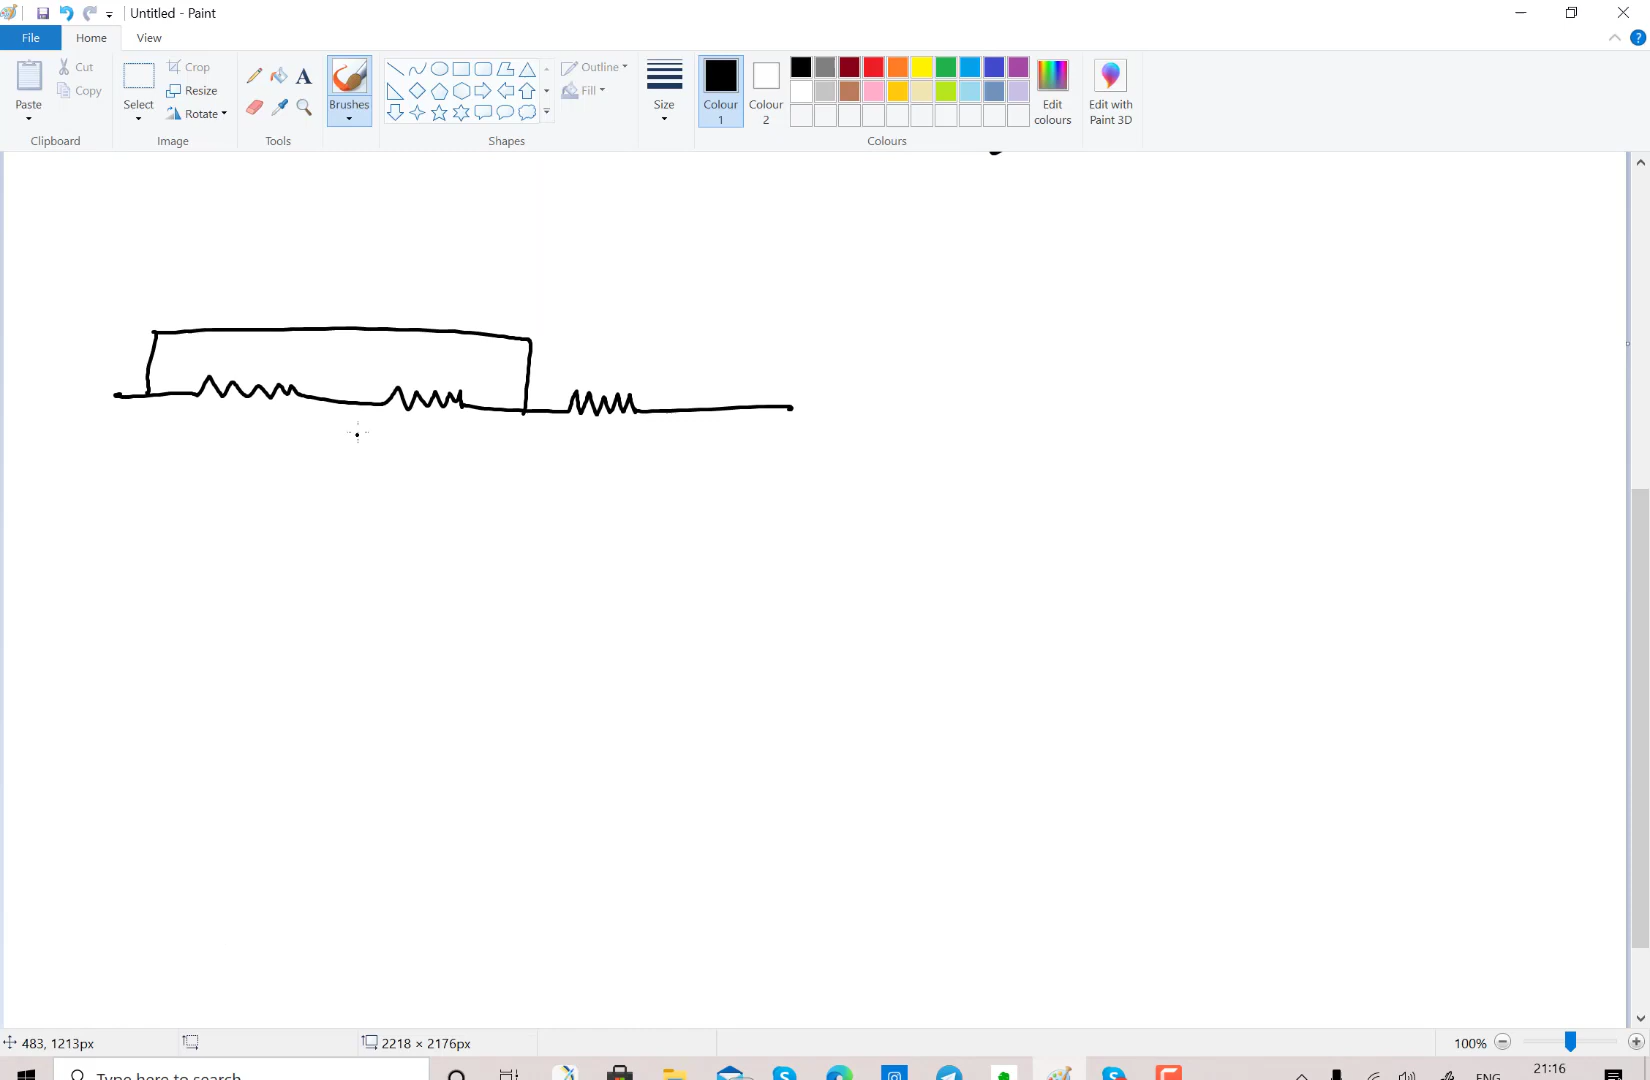 Untitled - Paint
File Home View
Cut
Copy
Paste
Clipboard
Select
Crop
Resize
Rotate
Image
Tools
Brushes
Outline
Fill
Shapes
Size
Colour 1
Colour 2
Edit colours
Edit with Paint 3D
Colours
483, 1213px
2218 × 2176px
100%
Type here to search
ENG
21:16